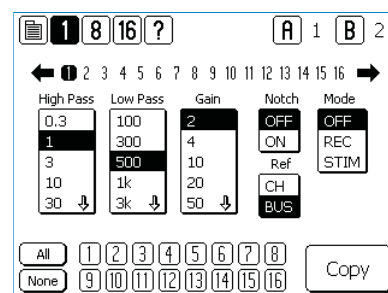 1 8 16 ? A 1 B 2
1 2 3 4 5 6 7 8 9 10 11 12 13 14 15 16
High Pass Low Pass Gain Notch Mode
0.3 100 2 OFF OFF
1 300 4 ON REC
3 500 10 Ref STIM
10 1k 20 CH
30 3k 50 BUS
All 1 2 3 4 5 6 7 8
None 9 10 11 12 13 14 15 16
Copy